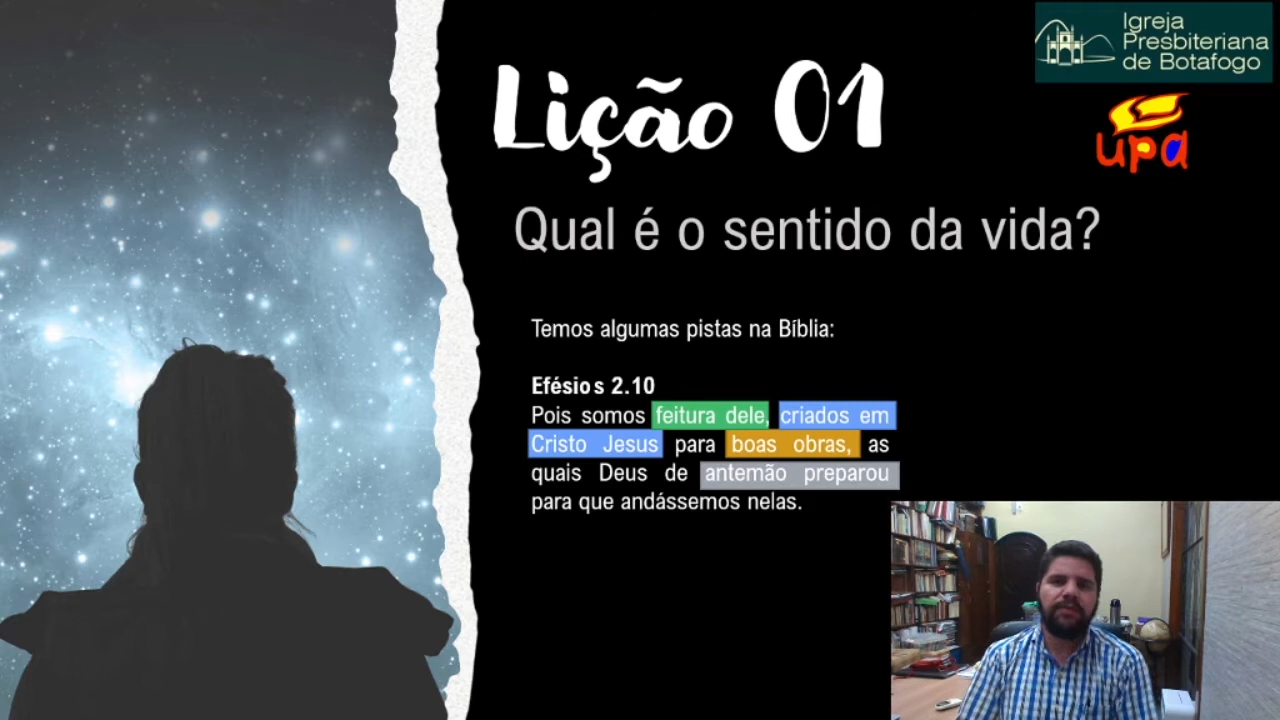 Igreja
Presbiteriana
de Botafogo
upa
Lição 01
Qual é o sentido da vida?
Temos algumas pistas na Bíblia:
Efésios 2.10
Pois somos feitura dele, criados em
Cristo Jesus para boas obras, as
quais Deus de antemão preparou
para que andássemos nelas.